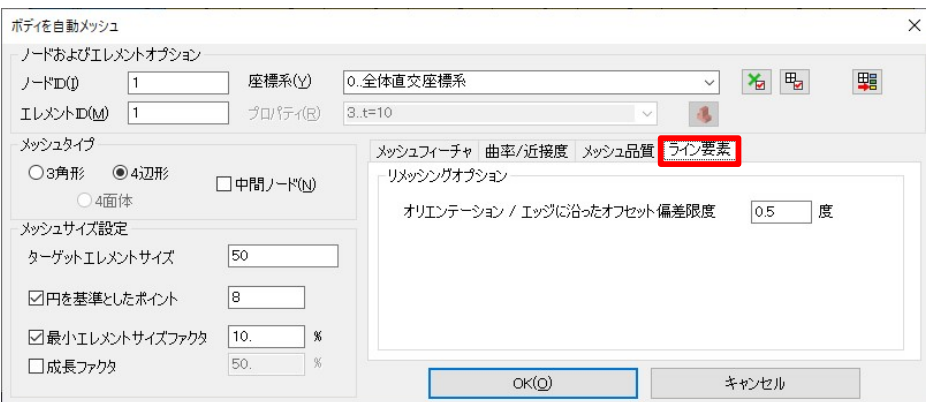 ボディを自動メッシュ
ノードおよびエレメントオプション
ノードID(I) 1 座標系(Y) 0..全体直交座標系
エレメントID(M) 1 プロパティ(R) 3..t=10
メッシュタイプ
3角形 4辺形 中間ノード(N)
4面体
メッシュサイズ設定
ターゲットエレメントサイズ 50
円を基準としたポイント 8
最小エレメントサイズファクタ 10. %
成長ファクタ 50. %
メッシュフィーチャ 曲率/近接度 メッシュ品質 ライン要素
リメッシングオプション
オリエンテーション / エッジに沿ったオフセット偏差限度 0.5 度
OK(O) キャンセル